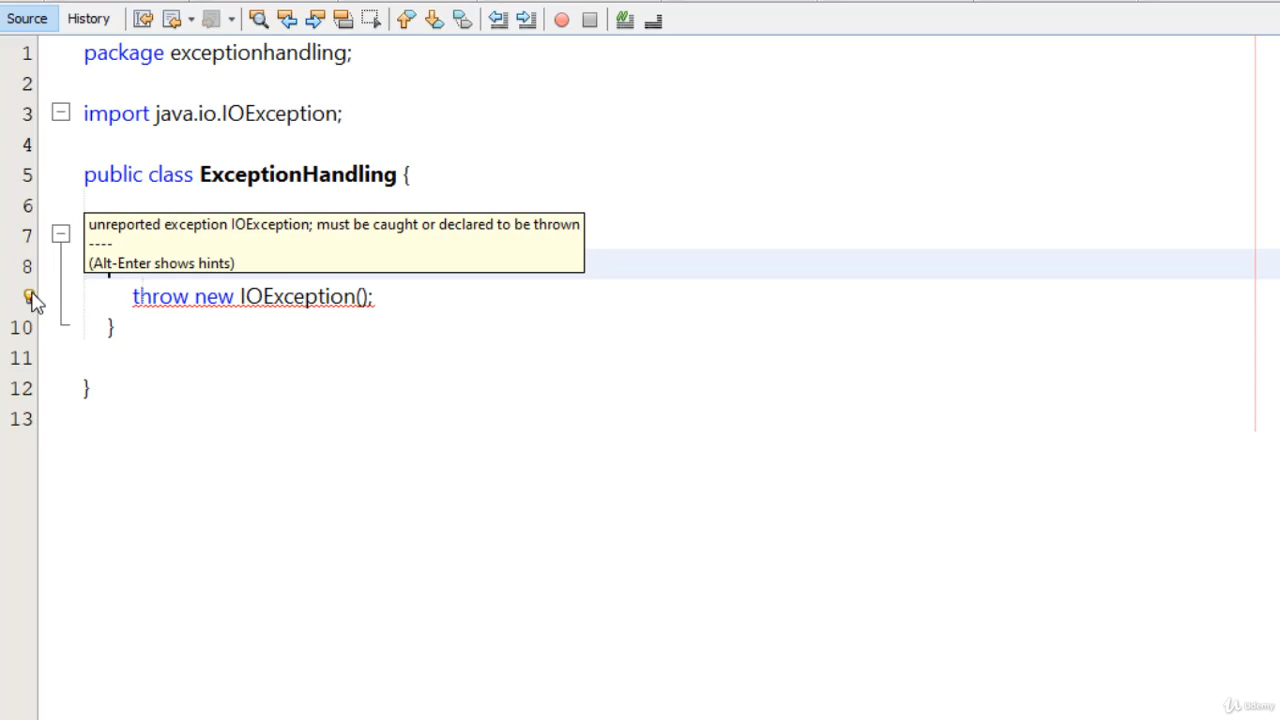 Source History
1 package exceptionhandling;
2
3 import java.io.IOException;
4
5 public class ExceptionHandling {
6
unreported exception IOException; must be caught or declared to be thrown
7
----
8 (Alt-Enter shows hints)
throw new IOException();
10 }
11
12 }
13
Udemy